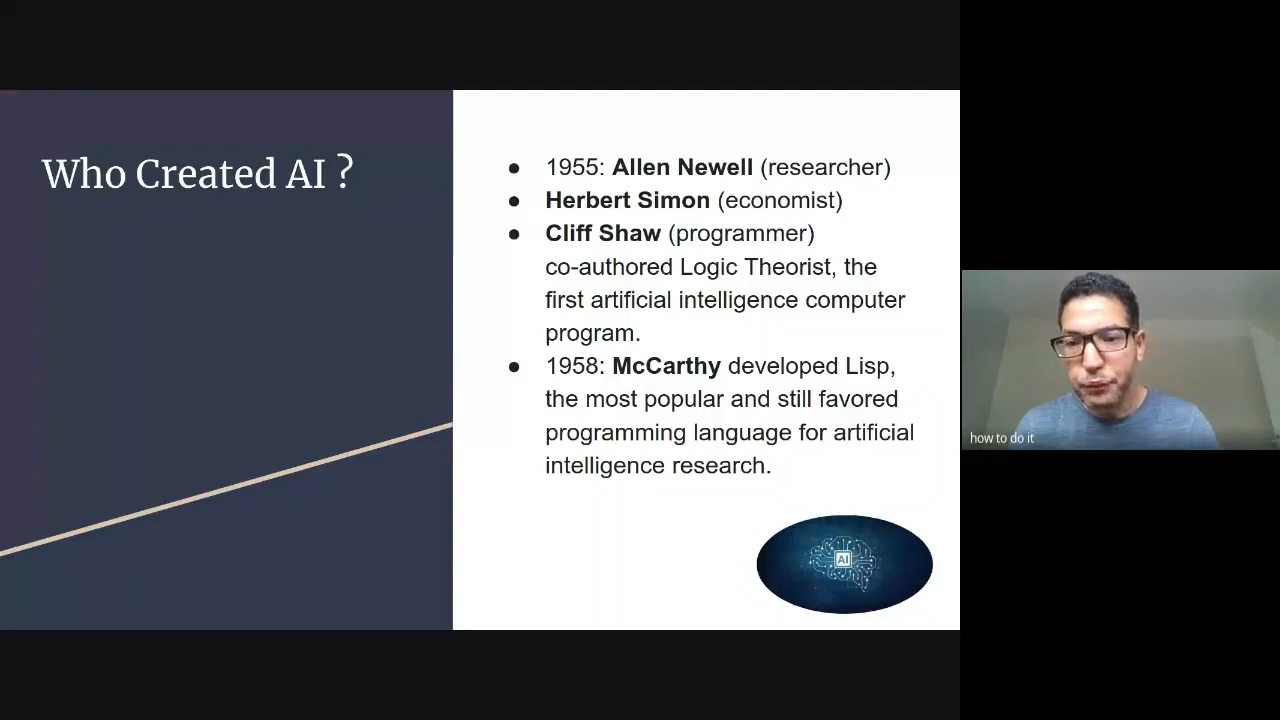 Who Created AI ?
● 1955: Allen Newell (researcher)
● Herbert Simon (economist)
● Cliff Shaw (programmer)
co-authored Logic Theorist, the
first artificial intelligence computer
program.
● 1958: McCarthy developed Lisp,
the most popular and still favored
programming language for artificial
intelligence research.
AI
how to do it